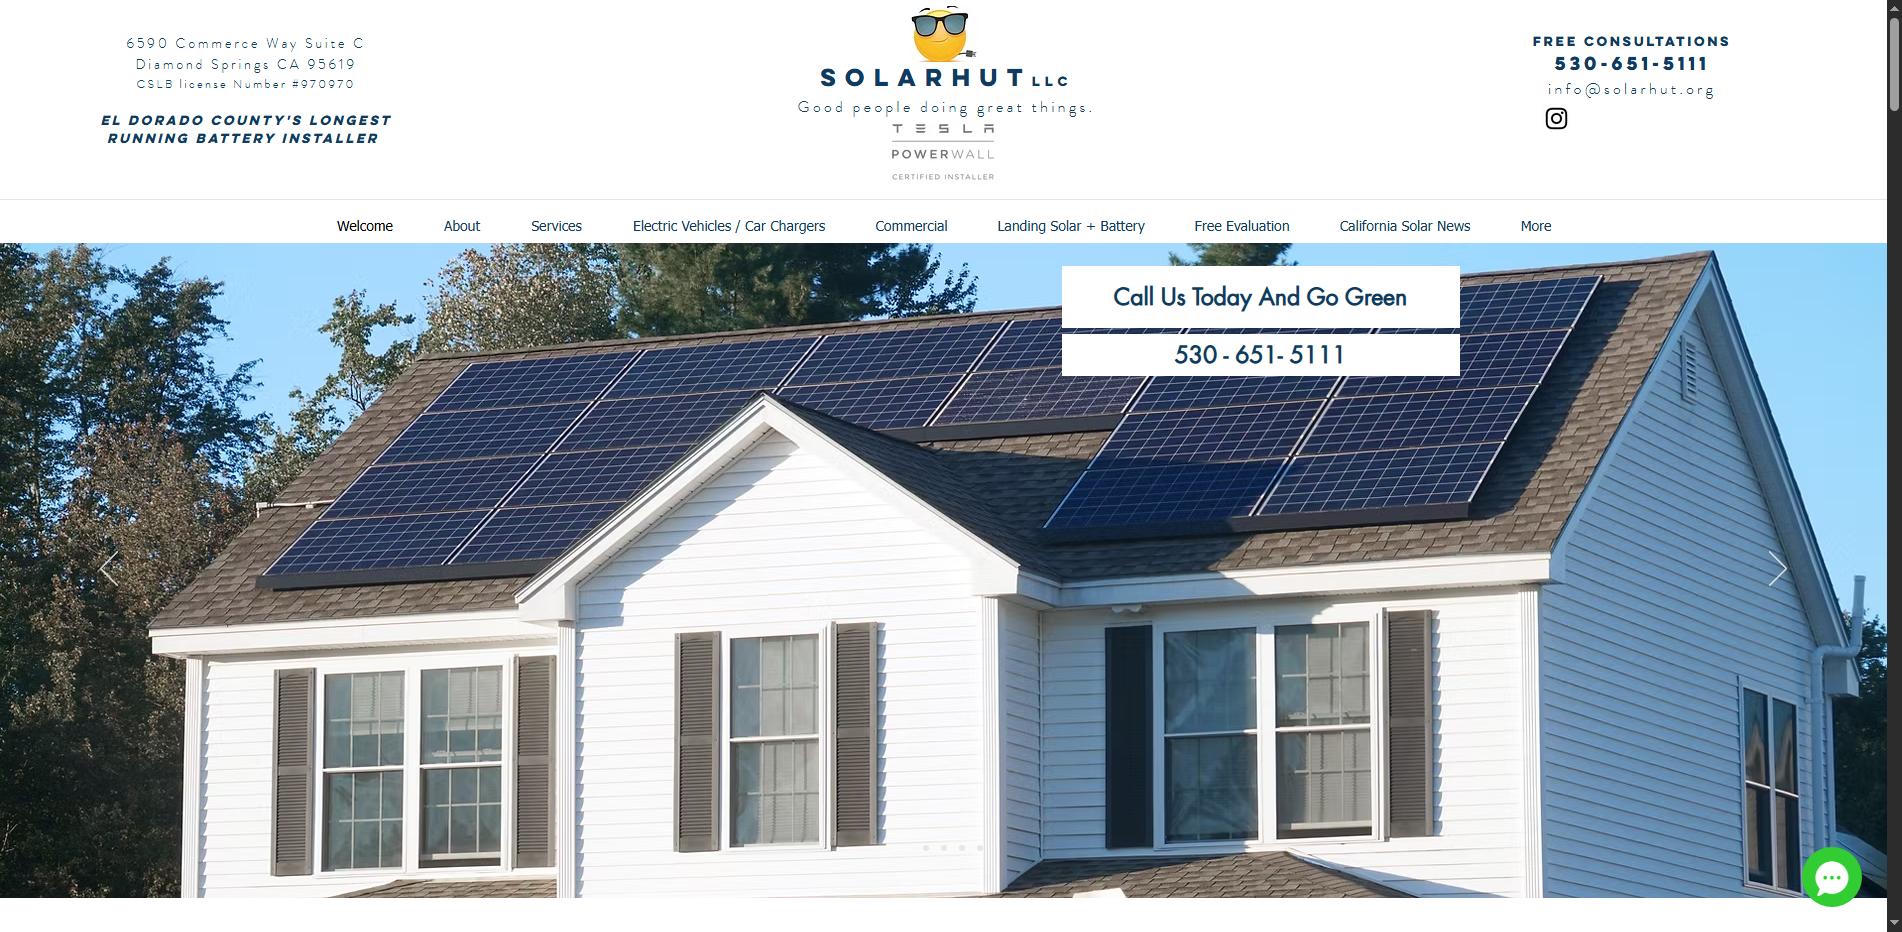 6590 Commerce Way Suite C
Diamond Springs CA 95619
CSLB license Number #970970
EL DORADO COUNTY'S LONGEST
RUNNING BATTERY INSTALLER
SOLARHUT LLC
Good people doing great things.
TESLA
POWERWALL
CERTIFIED INSTALLER
FREE CONSULTATIONS
530-651-5111
info@solarhut.org
Welcome About Services Electric Vehicles / Car Chargers Commercial Landing Solar + Battery Free Evaluation California Solar News More
Call Us Today And Go Green
530 - 651- 5111